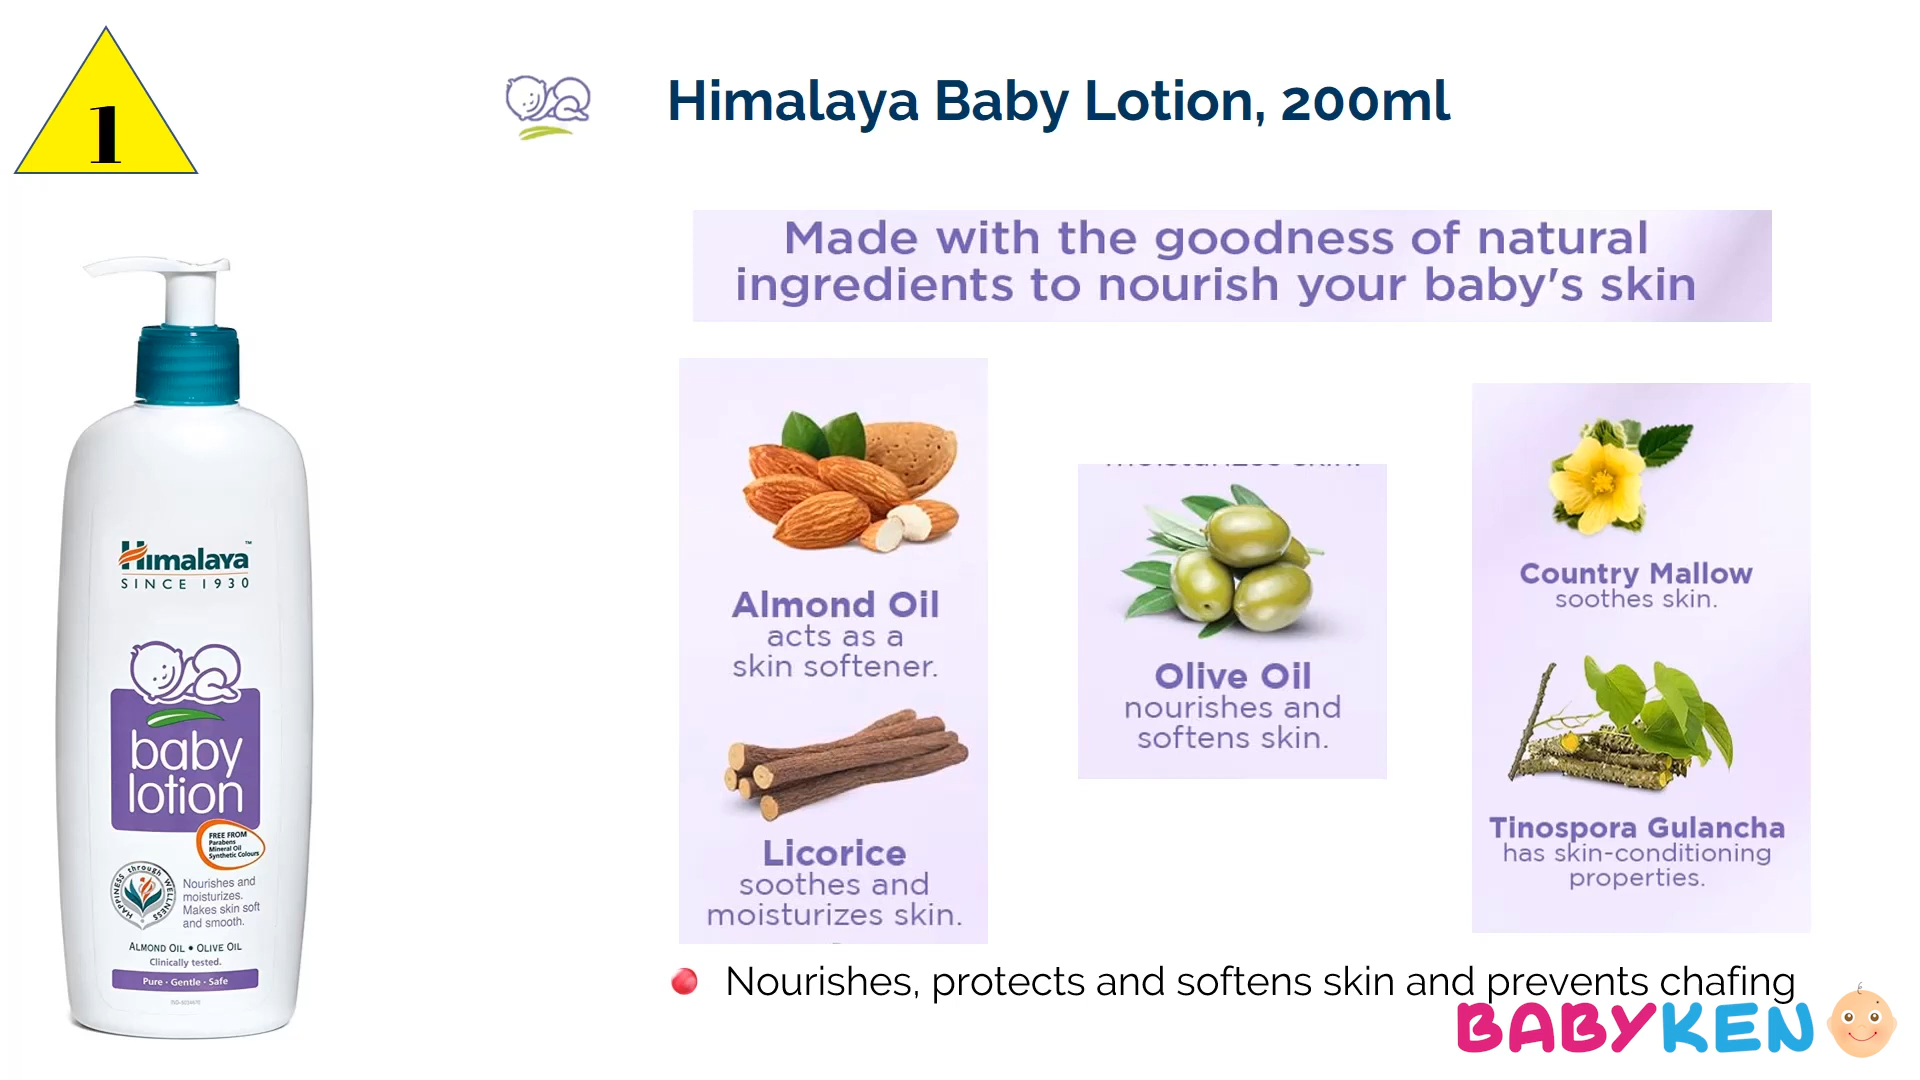 1
Himalaya Baby Lotion, 200ml
Made with the goodness of natural
ingredients to nourish your baby's skin
Almond Oil
acts as a
skin softener.
Licorice
soothes and
moisturizes skin.
Olive Oil
nourishes and
softens skin.
Country Mallow
soothes skin.
Tinospora Gulancha
has skin-conditioning
properties.
Himalaya™
SINCE 1930
baby
lotion
FREE FROM
Parabens
Mineral Oil
Synthetic Colours
HAPPINESS through WELLNESS
Nourishes and
moisturizes.
Makes skin soft
and smooth.
ALMOND OIL • OLIVE OIL
Clinically tested.
Pure · Gentle · Safe
Nourishes, protects and softens skin and prevents chafing
BABYKEN